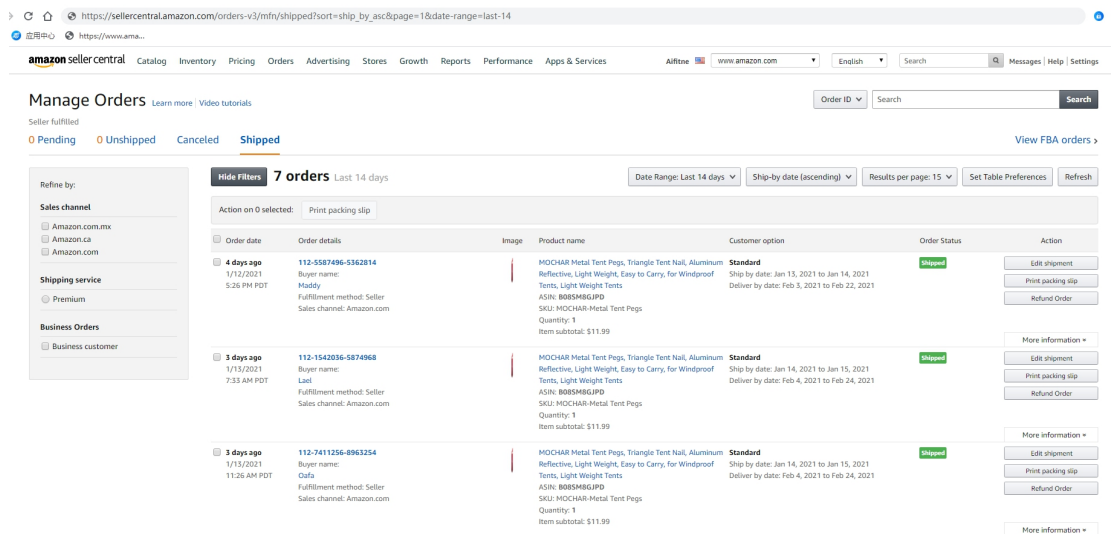 https://sellercentral.amazon.com/orders-v3/mfn/shipped?sort=ship_by_asc&page=1&date-range=last-14
应用中心 https://www.ama...
amazon seller central Catalog Inventory Pricing Orders Advertising Stores Growth Reports Performance Apps & Services Aifitne www.amazon.com English Search Messages | Help | Settings
Manage Orders Learn more | Video tutorials Order ID Search Search
Seller fulfilled
0 Pending 0 Unshipped Canceled Shipped View FBA orders ›
Refine by:
Sales channel
Amazon.com.mx
Amazon.ca
Amazon.com
Shipping service
Premium
Business Orders
Business customer
Hide Filters 7 orders Last 14 days Date Range: Last 14 days Ship-by date (ascending) Results per page: 15 Set Table Preferences Refresh
Action on 0 selected: Print packing slip
Order date Order details Image Product name Customer option Order Status Action
4 days ago
1/12/2021
5:26 PM PDT
112-5587496-5362814
Buyer name:
Maddy
Fulfillment method: Seller
Sales channel: Amazon.com
MOCHAR Metal Tent Pegs, Triangle Tent Nail, Aluminum
Reflective, Light Weight, Easy to Carry, for Windproof
Tents, Light Weight Tents
ASIN: B08SM8GJPD
SKU: MOCHAR-Metal Tent Pegs
Quantity: 1
Item subtotal: $11.99
Standard
Ship by date: Jan 13, 2021 to Jan 14, 2021
Deliver by date: Feb 3, 2021 to Feb 22, 2021
Shipped
Edit shipment
Print packing slip
Refund Order
More information
3 days ago
1/13/2021
7:33 AM PDT
112-1542036-5874968
Buyer name:
Lael
Fulfillment method: Seller
Sales channel: Amazon.com
MOCHAR Metal Tent Pegs, Triangle Tent Nail, Aluminum
Reflective, Light Weight, Easy to Carry, for Windproof
Tents, Light Weight Tents
ASIN: B08SM8GJPD
SKU: MOCHAR-Metal Tent Pegs
Quantity: 1
Item subtotal: $11.99
Standard
Ship by date: Jan 14, 2021 to Jan 15, 2021
Deliver by date: Feb 4, 2021 to Feb 24, 2021
Shipped
Edit shipment
Print packing slip
Refund Order
More information
3 days ago
1/13/2021
11:26 AM PDT
112-7411256-8963254
Buyer name:
Oafa
Fulfillment method: Seller
Sales channel: Amazon.com
MOCHAR Metal Tent Pegs, Triangle Tent Nail, Aluminum
Reflective, Light Weight, Easy to Carry, for Windproof
Tents, Light Weight Tents
ASIN: B08SM8GJPD
SKU: MOCHAR-Metal Tent Pegs
Quantity: 1
Item subtotal: $11.99
Standard
Ship by date: Jan 14, 2021 to Jan 15, 2021
Deliver by date: Feb 4, 2021 to Feb 24, 2021
Shipped
Edit shipment
Print packing slip
Refund Order
More information